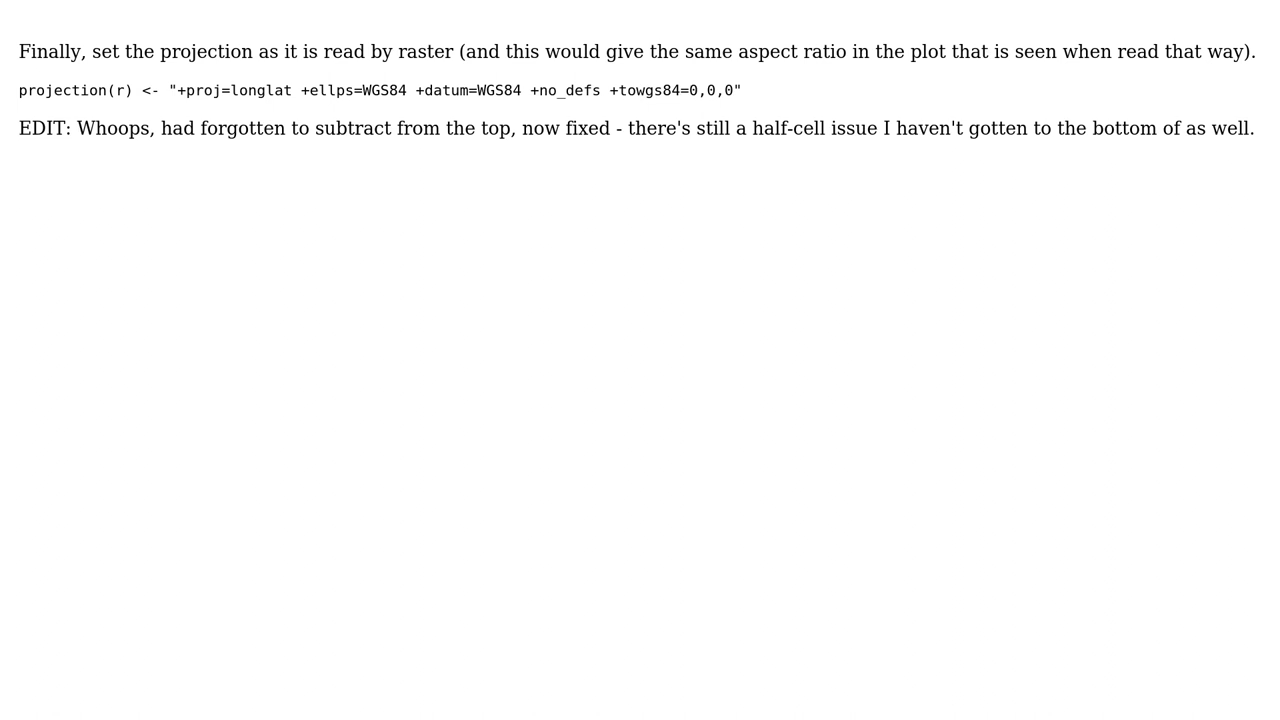 Finally, set the projection as it is read by raster (and this would give the same aspect ratio in the plot that is seen when read that way).
projection(r) <- "+proj=longlat +ellps=WGS84 +datum=WGS84 +no_defs +towgs84=0,0,0"
EDIT: Whoops, had forgotten to subtract from the top, now fixed - there's still a half-cell issue I haven't gotten to the bottom of as well.